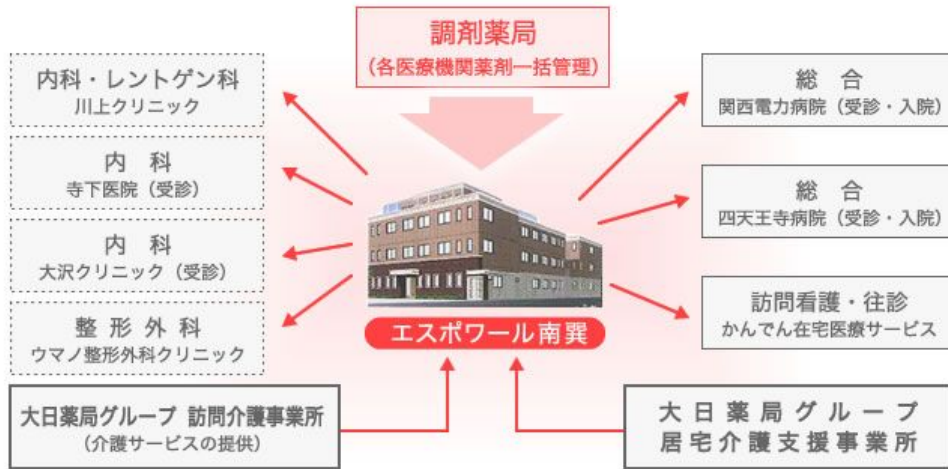 調剤薬局
(各医療機関薬剤一括管理)
内科・レントゲン科
川上クリニック
内 科
寺下医院（受診）
内 科
大沢クリニック（受診）
整 形 外 科
ウマノ整形外科クリニック
総 合
関西電力病院（受診・入院）
総 合
四天王寺病院（受診・入院）
訪問看護・往診
かんでん在宅医療サービス
エスポワール南巽
大日薬局グループ 訪問介護事業所
(介護サービスの提供)
大 日 薬 局 グ ル ー プ
居 宅 介 護 支 援 事 業 所